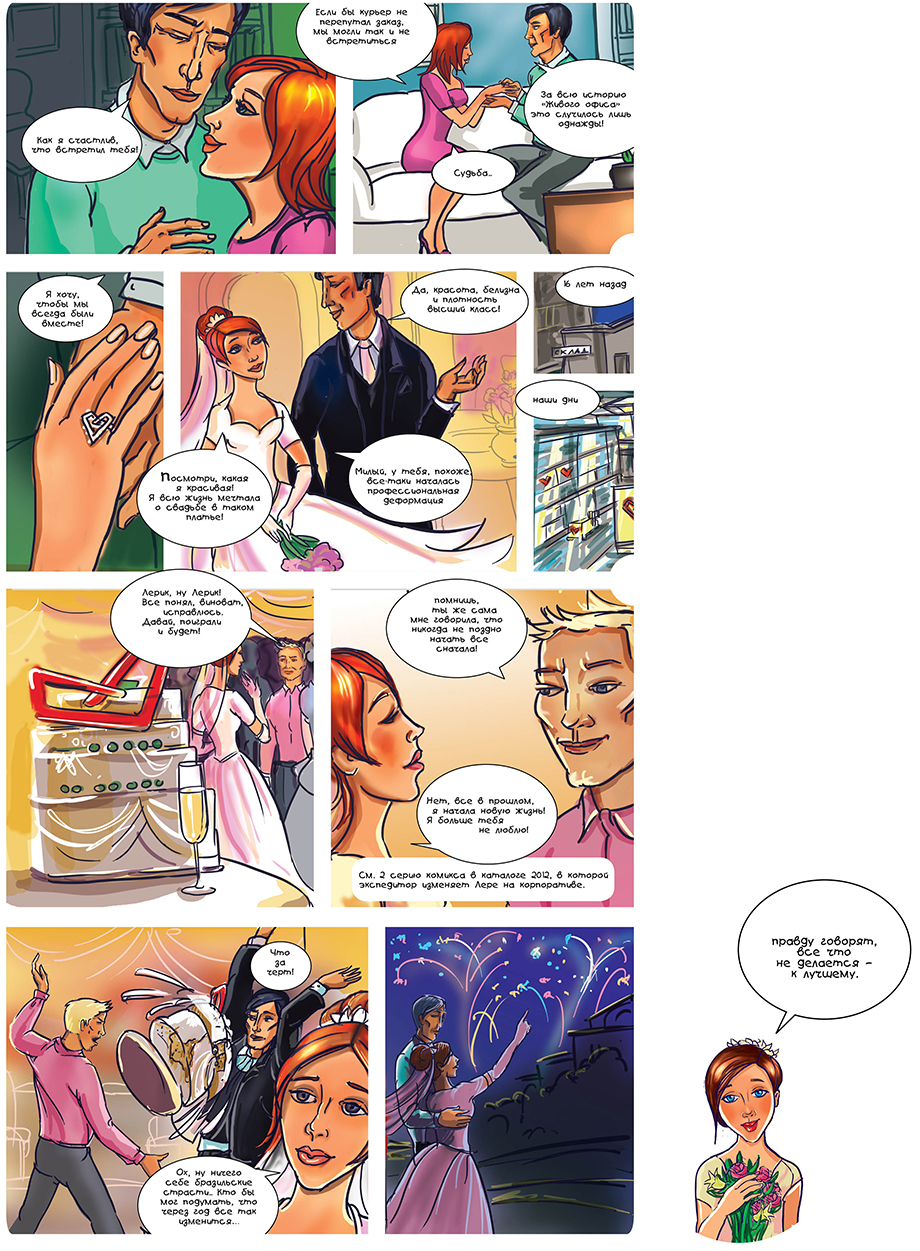 Как я счастлив,
что встретил тебя!
Если бы курьер не
перепутал заказ,
мы могли так и не
встретиться
За всю историю
«Живого офиса»
это случилось лишь
однажды!
Судьба..
Я хочу,
чтобы мы
всегда были
вместе!
Да, красота, белизна
и плотность
высший класс!
Посмотри, какая
я красивая!
Я всю жизнь мечтала
о свадьбе в таком
платье!
Милый, у тебя, похоже,
все-таки началась
профессиональная
деформация
16 лет назад
СКЛАД
наши дни
Лерик, ну Лерик!
Все понял, виноват,
исправлюсь.
Давай, поиграли
и будет!
помнишь,
ты же сама
мне говорила, что
никогда не поздно
начать все
сначала!
Нет, все в прошлом,
я начала новую жизнь!
Я больше тебя
не люблю!
См. 2 серию комикса в каталоге 2012, в которой
экспедитор изменяет Лере на корпоративе.
Что
за
черт!
Ох, ну ничего
себе бразильские
страсти.. Кто бы
мог подумать, что
через год все так
изменится...
правду говорят,
все что
не делается –
к лучшему.